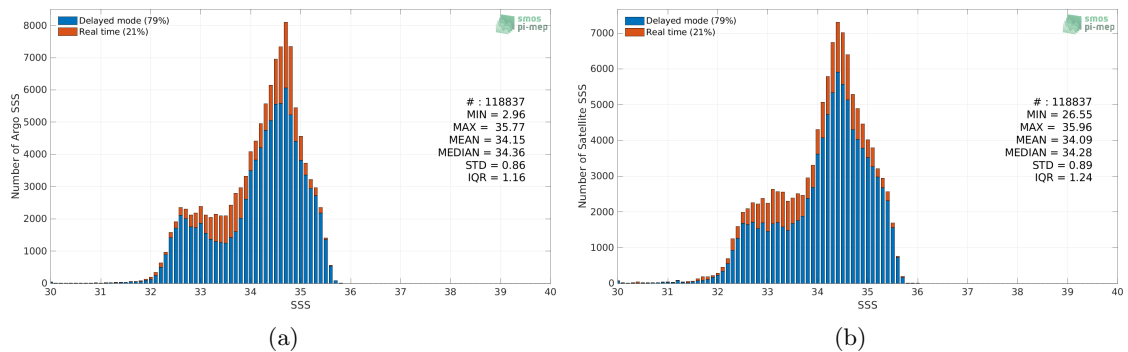 Delayed mode (79%)
Real time (21%)
smos
pi-mep
# : 118837
MIN = 2.96
MAX = 35.77
MEAN = 34.15
MEDIAN = 34.36
STD = 0.86
IQR = 1.16
Number of Argo SSS
8000
7000
6000
5000
4000
3000
2000
1000
0
30 31 32 33 34 35 36 37 38 39 40
SSS
(a)
Delayed mode (79%)
Real time (21%)
smos
pi-mep
# : 118837
MIN = 26.55
MAX = 35.96
MEAN = 34.09
MEDIAN = 34.28
STD = 0.89
IQR = 1.24
Number of Satellite SSS
7000
6000
5000
4000
3000
2000
1000
0
30 31 32 33 34 35 36 37 38 39 40
SSS
(b)